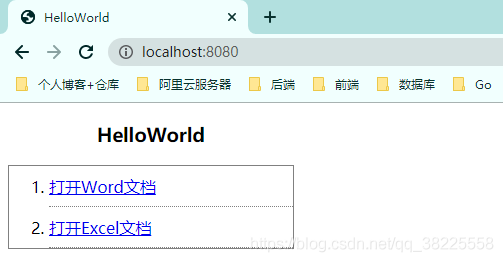 HelloWorld
localhost:8080
个人博客+仓库 阿里云服务器 后端 前端 数据库 Go
HelloWorld
1. 打开Word文档
2. 打开Excel文档
https://blog.csdn.net/qq_38225558